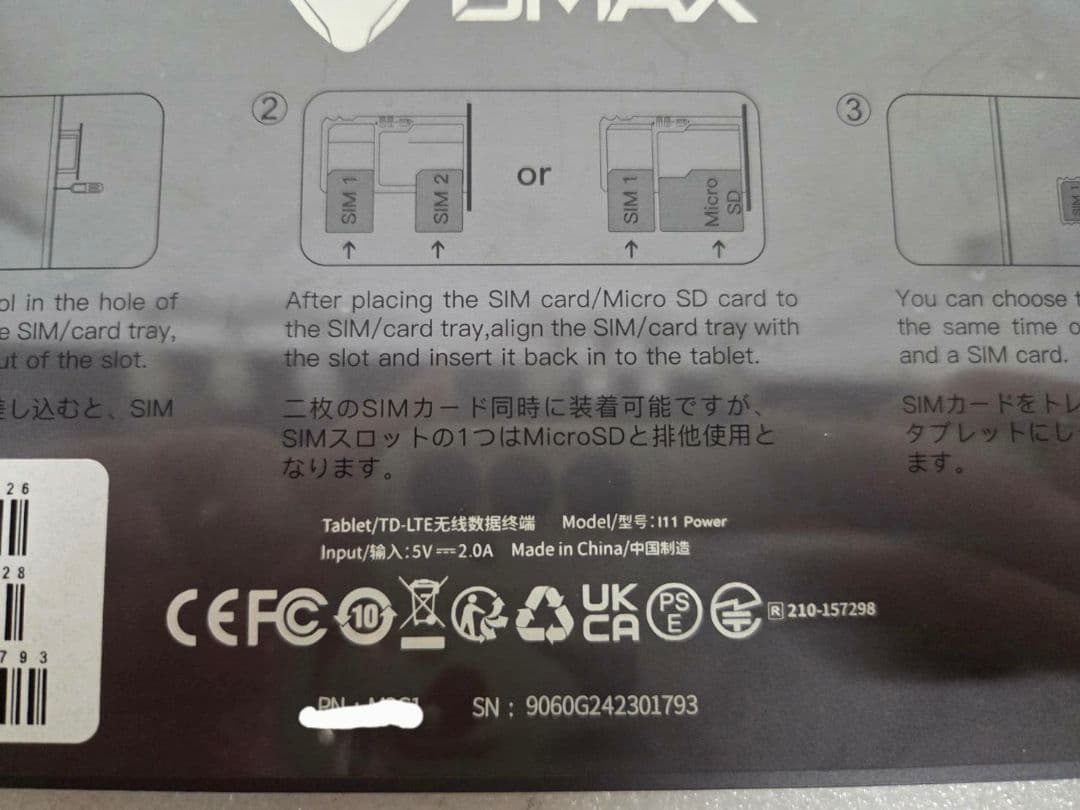 ②
SIM 1
SIM 2
or
SIM 1
Micro SD
③
SIM 1
in the hole of
SIM/card tray,
of the slot.
After placing the SIM card/Micro SD card to
the SIM/card tray,align the SIM/card tray with
the slot and insert it back in to the tablet.
You can choose
the same time
and a SIM card.
し込むと、SIM
二枚のSIMカード同時に装着可能ですが、
SIMスロットの1つはMicroSDと排他使用と
なります。
SIMカードをトレ
タブレットにし
ます。
26
28
793
Tablet/TD-LTE无线数据终端 Model/型号:I11 Power
Input/输入:5V⎓2.0A Made in China/中国制造
CE FC 10 UK CA PS E R 210-157298
SN : 9060G242301793